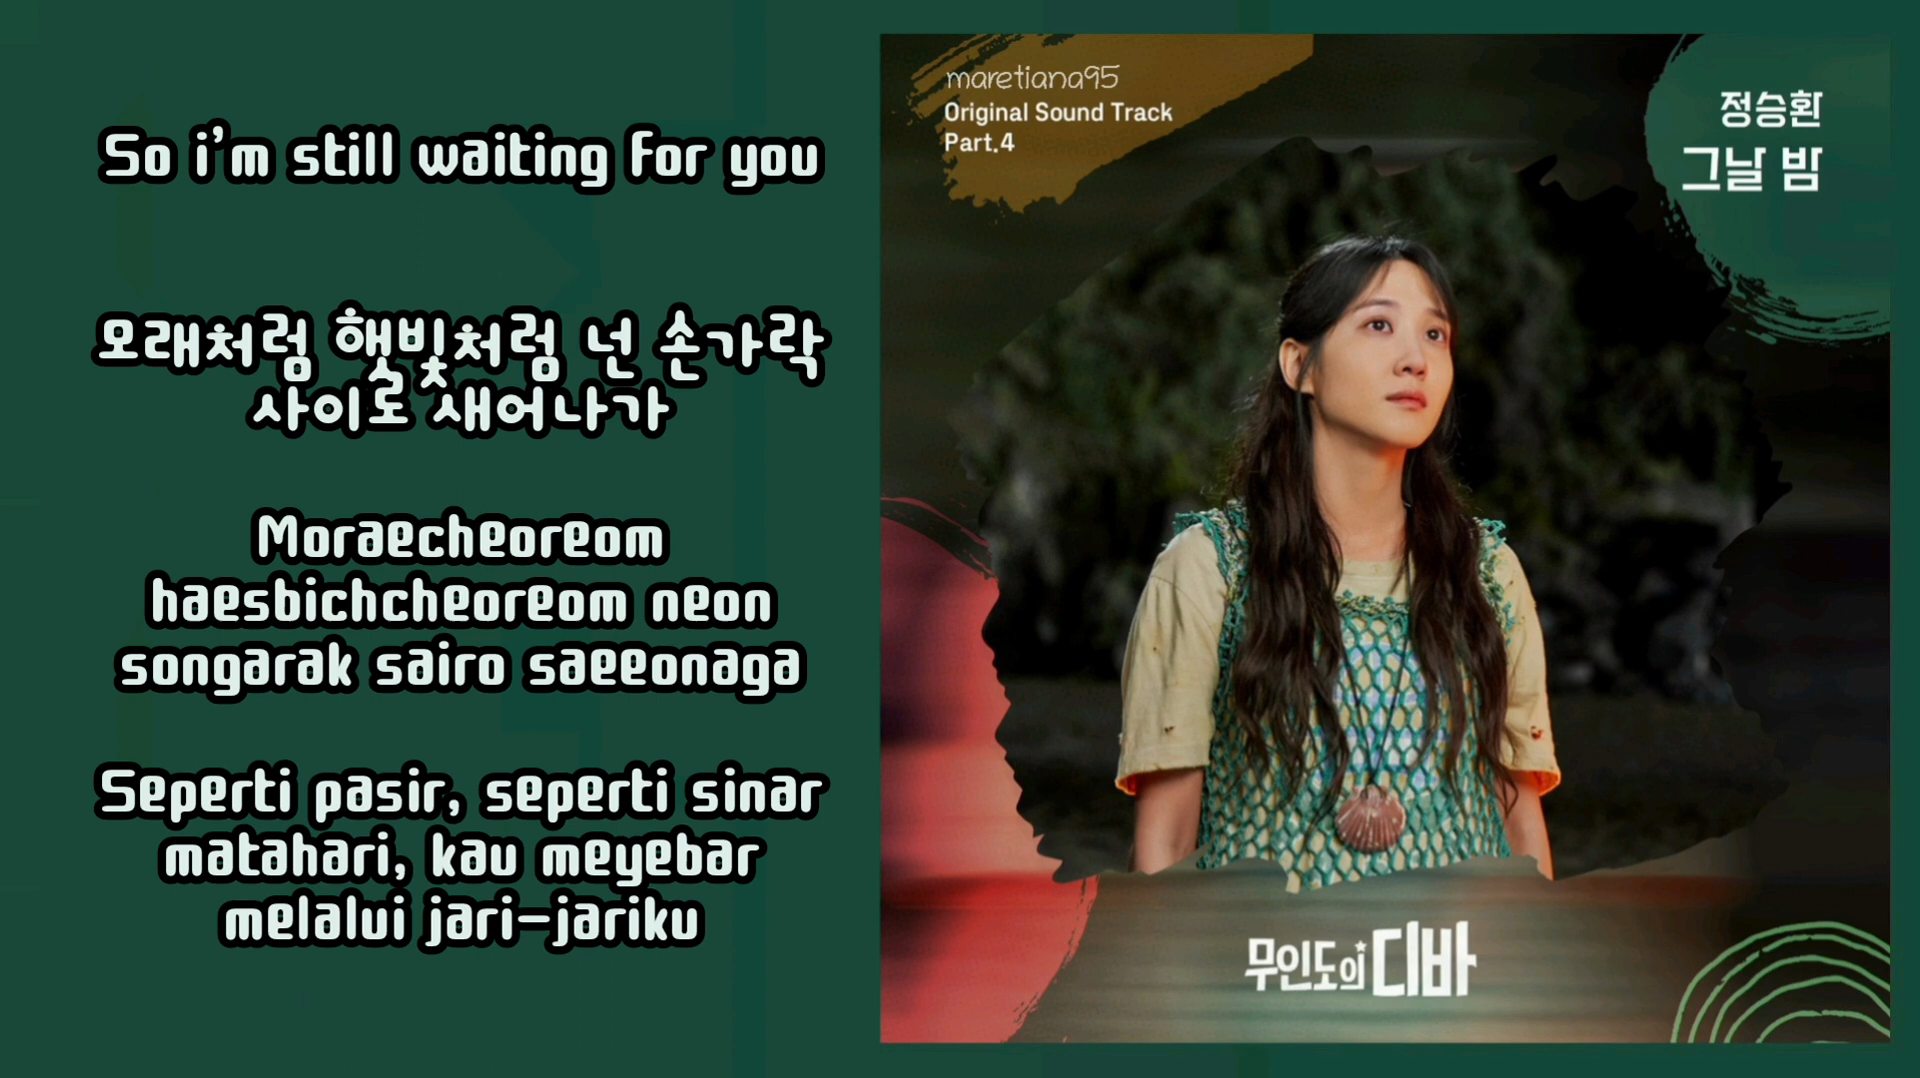 So i'm still waiting for you
모래처럼 햇빛처럼 넌 손가락
사이로 새어나가
Moraecheoreom
haesbichcheoreom neon
songarak sairo saeeonaga
Seperti pasir, seperti sinar
matahari, kau meyebar
melalui jari-jariku
maretiana95
Original Sound Track
Part.4
정승환
그날 밤
무인도의 디바